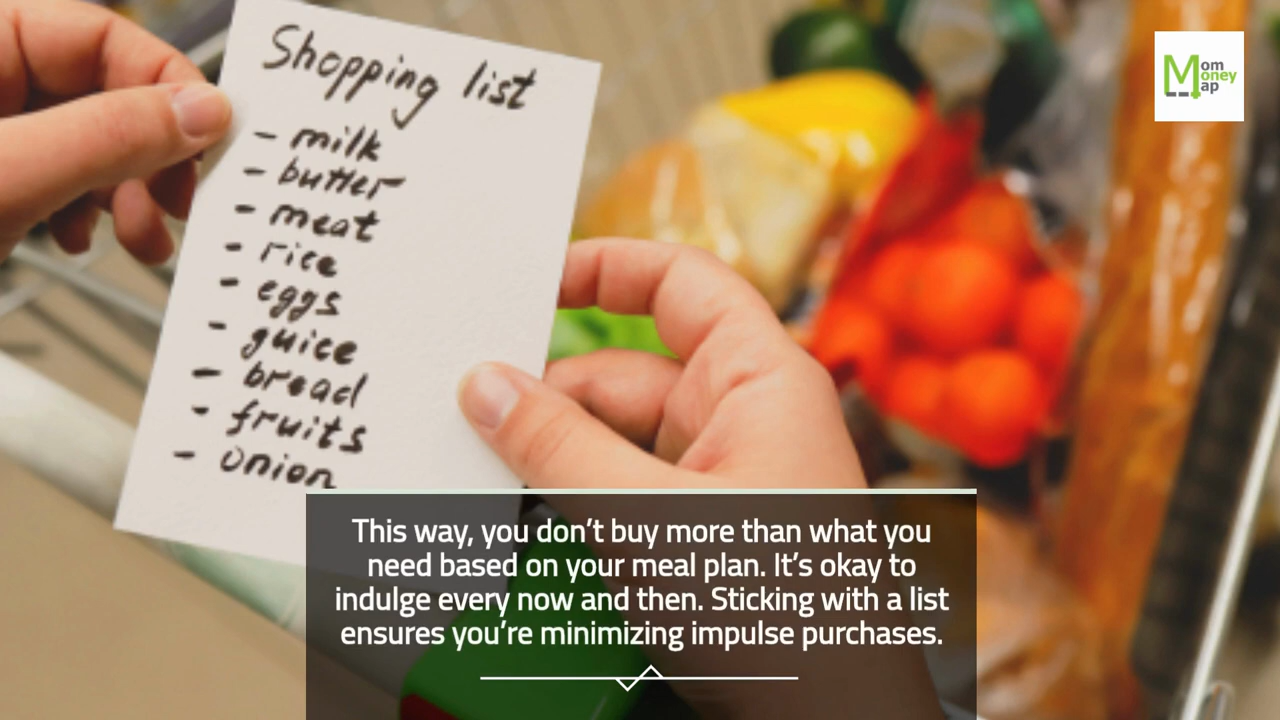 Shopping list
- milk
- butter
- meat
- rice
- eggs
- guice
- bread
- fruits
- onion
Mom
Money
Map
This way, you don't buy more than what you
need based on your meal plan. It's okay to
indulge every now and then. Sticking with a list
ensures you're minimizing impulse purchases.